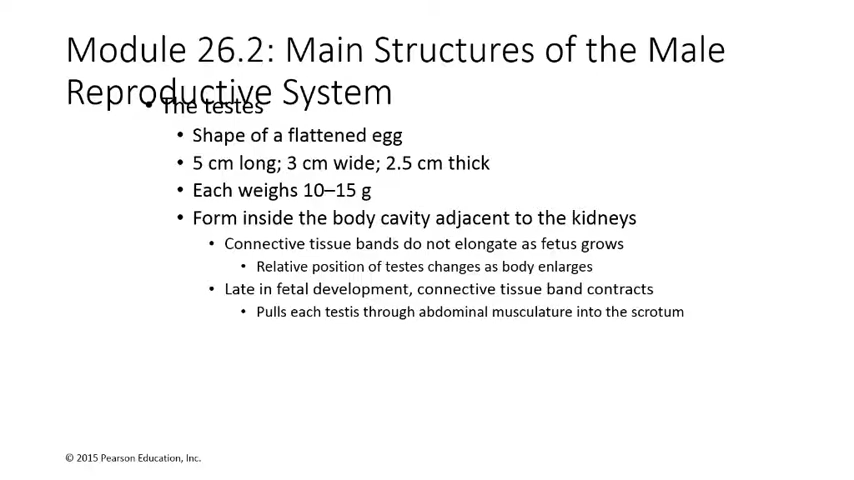 Module 26.2: Main Structures of the Male
Reproductive System
• The testes
• Shape of a flattened egg
• 5 cm long; 3 cm wide; 2.5 cm thick
• Each weighs 10–15 g
• Form inside the body cavity adjacent to the kidneys
• Connective tissue bands do not elongate as fetus grows
• Relative position of testes changes as body enlarges
• Late in fetal development, connective tissue band contracts
• Pulls each testis through abdominal musculature into the scrotum
© 2015 Pearson Education, Inc.